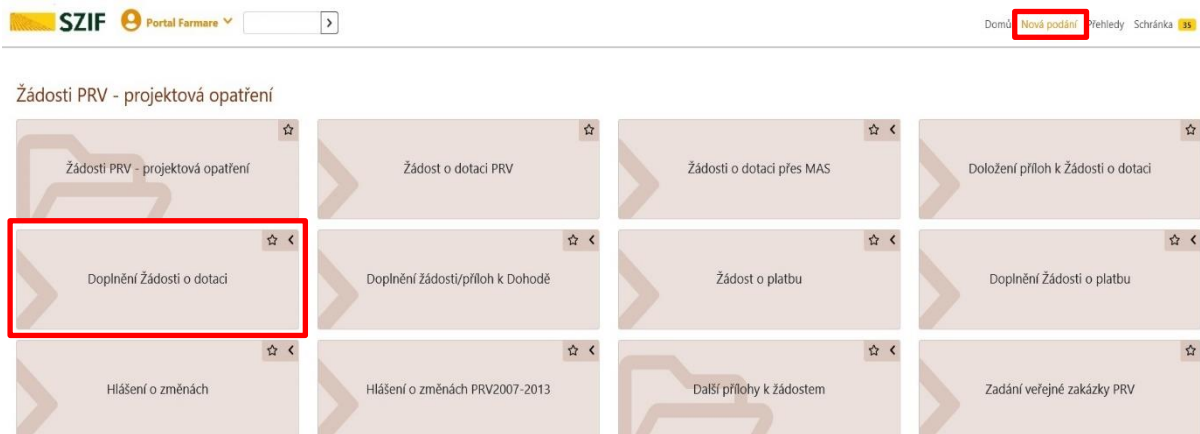 SZIF Portal Farmare
Domů Nová podání Přehledy Schránka 35
Žádosti PRV - projektová opatření
Žádosti PRV - projektová opatření
Žádost o dotaci PRV
Žádosti o dotaci přes MAS
Doložení příloh k Žádosti o dotaci
Doplnění Žádosti o dotaci
Doplnění žádosti/příloh k Dohodě
Žádost o platbu
Doplnění Žádosti o platbu
Hlášení o změnách
Hlášení o změnách PRV2007-2013
Další přílohy k žádostem
Zadání veřejné zakázky PRV